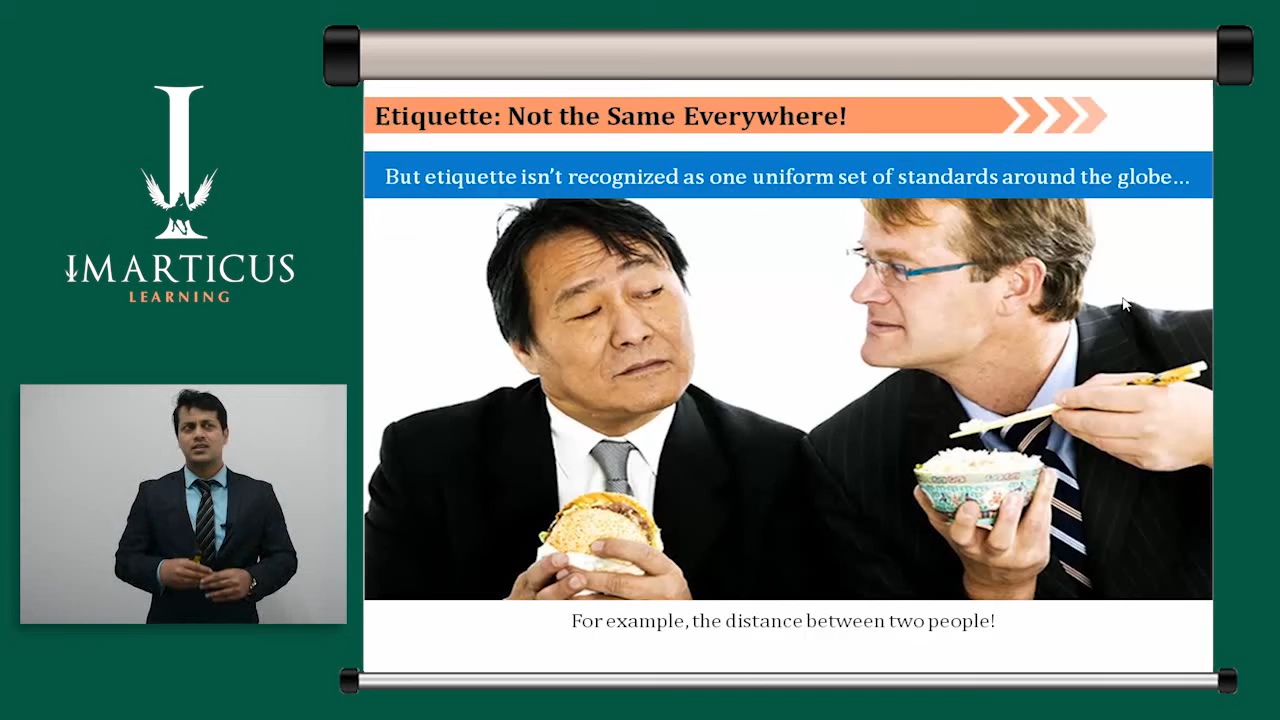 IMARTICUS
LEARNING
Etiquette: Not the Same Everywhere!
But etiquette isn't recognized as one uniform set of standards around the globe...
For example, the distance between two people!